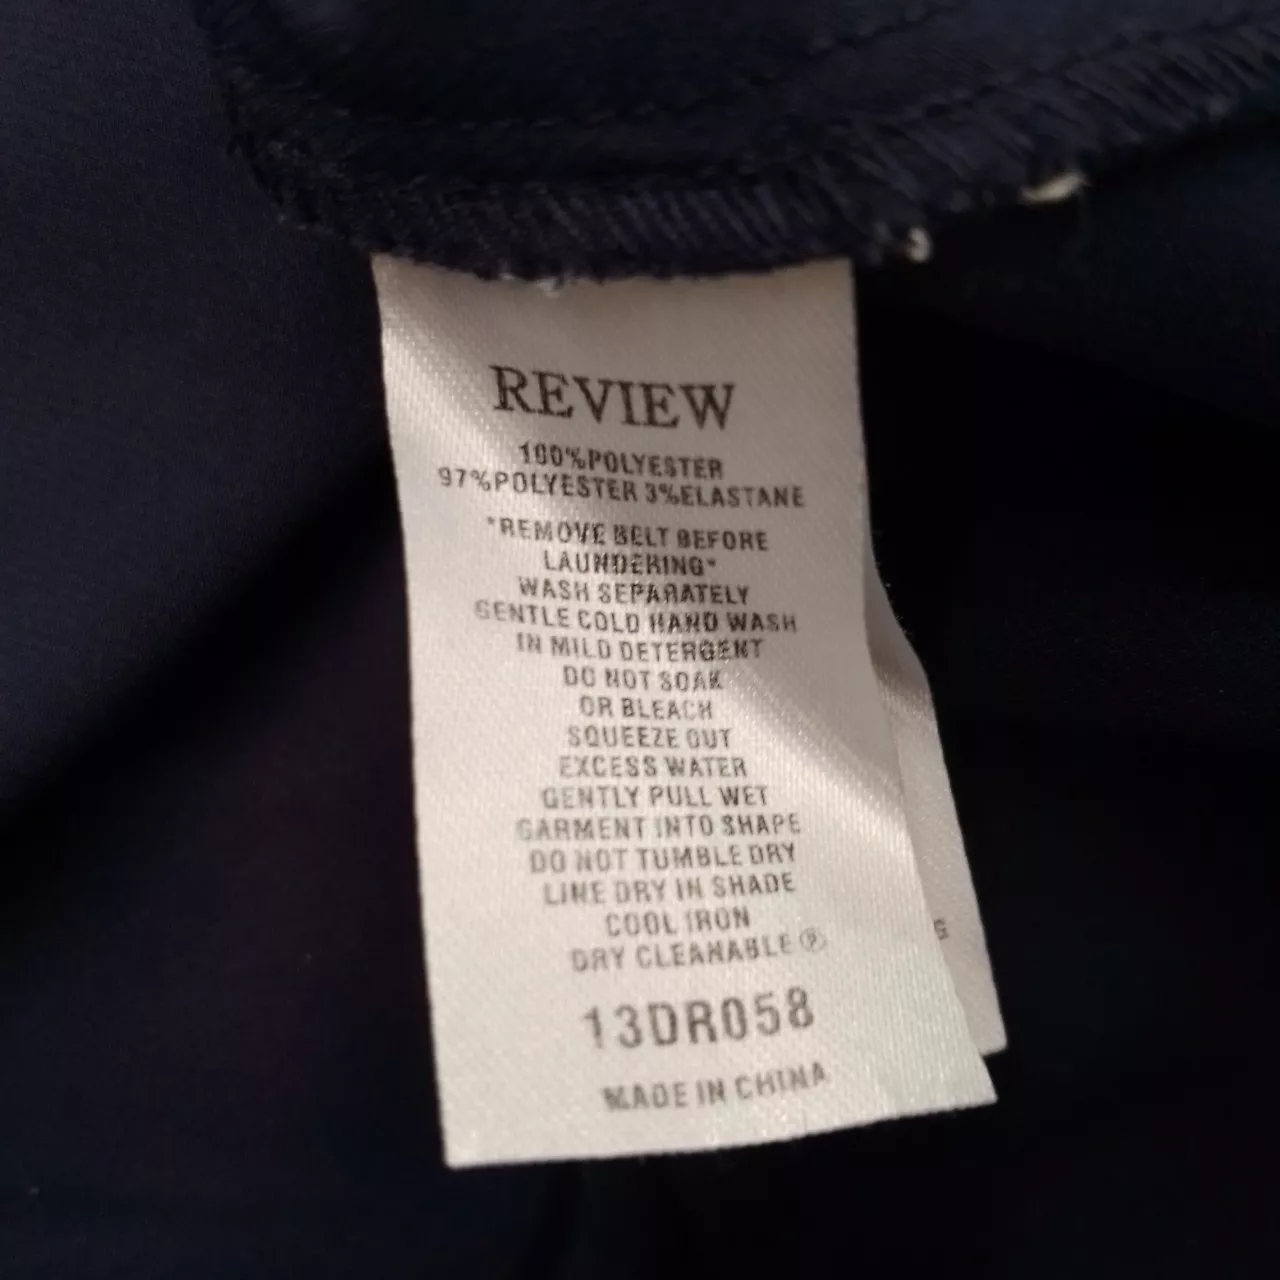 REVIEW
100%POLYESTER
97%POLYESTER 3%ELASTANE
*REMOVE BELT BEFORE
LAUNDERING*
WASH SEPARATELY
GENTLE COLD HAND WASH
IN MILD DETERGENT
DO NOT SOAK
OR BLEACH
SQUEEZE OUT
EXCESS WATER
GENTLY PULL WET
GARMENT INTO SHAPE
DO NOT TUMBLE DRY
LINE DRY IN SHADE
COOL IRON
DRY CLEANABLE Ⓟ
13DR058
MADE IN CHINA
G